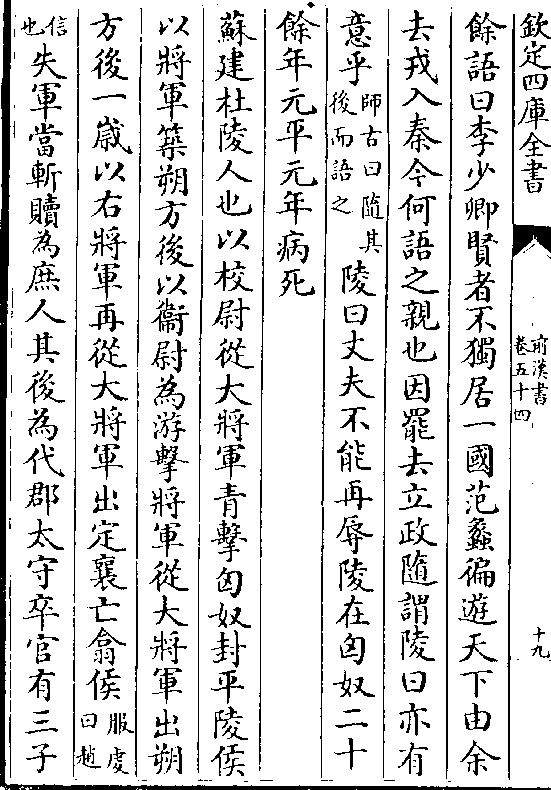 欽定四庫全書
前漢書
卷五十四
十九
餘語曰李少卿賢者不獨居一國范蠡徧遊天下由余
去戎入秦今何語之親也因罷去立政隨謂陵曰亦有
意乎師古曰隨其後而語之陵曰丈夫不能再辱陵在匈奴二十
餘年元平元年病死
蘇建杜陵人也以校尉從大將軍青擊匈奴封平陵侯
以將軍築朔方後以衛尉為游擊將軍從大將軍出朔
方後一嵗以右將軍再從大將軍出定襄亡翕侯服虔曰趙
信也失軍當斬贖為庶人其後為代郡太守卒官有三子